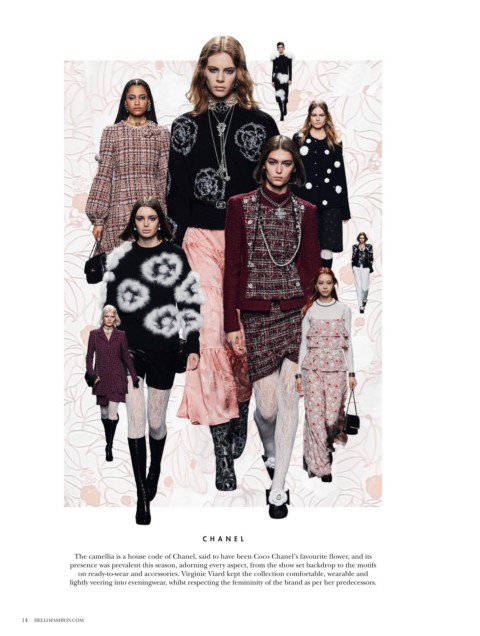 CHANEL
The camellia is a house code of Chanel, said to have been Coco Chanel's favourite flower, and its
presence was prevalent this season, adorning every aspect, from the show set backdrop to the motifs
on ready-to-wear and accessories. Virginie Viard kept the collection comfortable, wearable and
lightly veering into eveningwear, whilst respecting the femininity of the brand as per her predecessors.
14 HELLOFASHION.COM